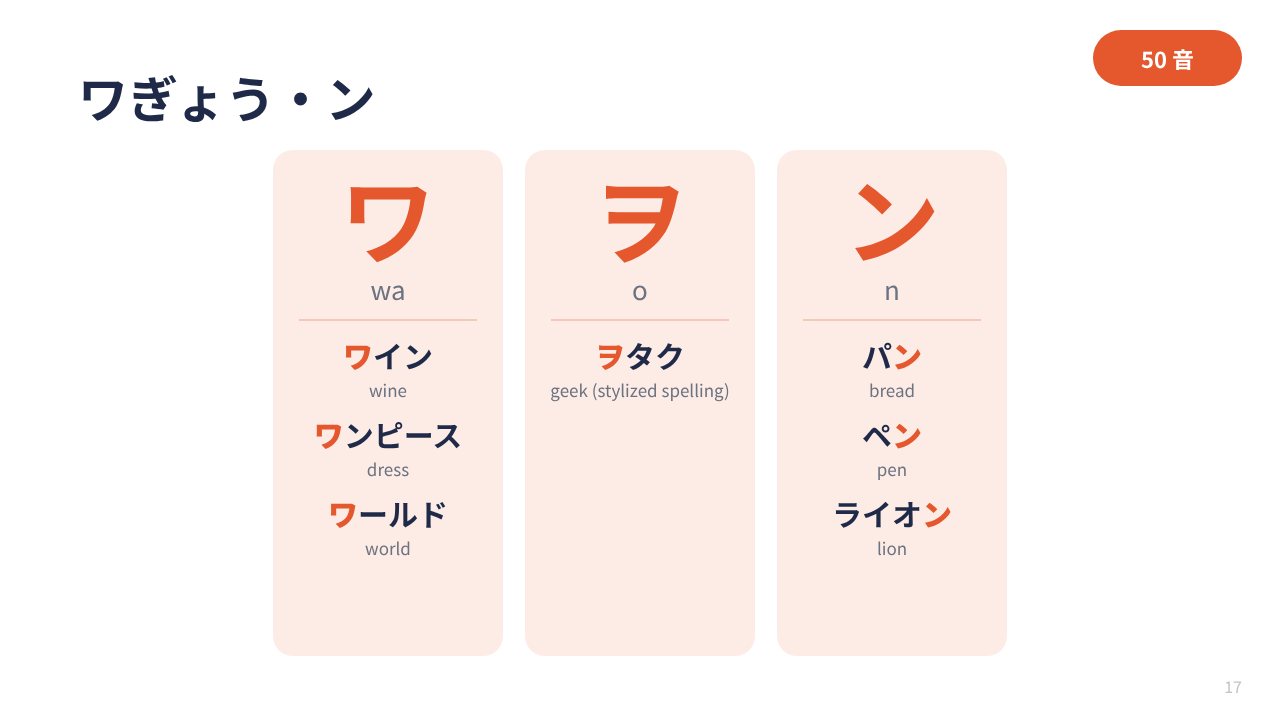 50 音
ワぎょう・ン
ワ
wa
ワイン
wine
ワンピース
dress
ワールド
world
ヲ
o
ヲタク
geek (stylized spelling)
ン
n
パン
bread
ペン
pen
ライオン
lion
17